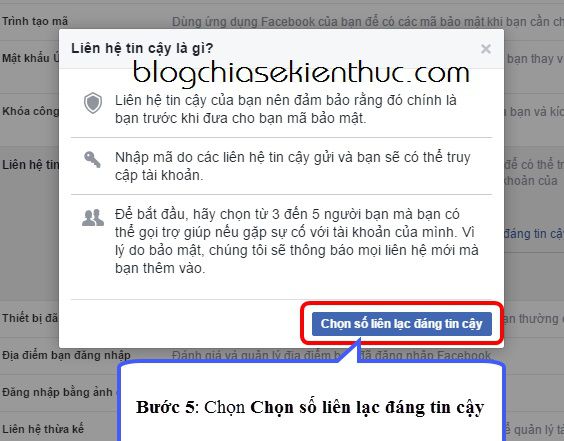 Trình tạo mã
Dùng ứng dụng Facebook của bạn để có các mã bảo mật khi bạn cần
Liên hệ tin cậy là gì?
Mật khẩu
bạn thay v
blogchiasekienthuc.com
Liên hệ tin cậy của bạn nên đảm bảo rằng đó chính là
bạn trước khi đưa cho bạn mã bảo mật.
Khóa công
Nhập mã do các liên hệ tin cậy gửi và bạn sẽ có thể truy
cập tài khoản.
Liên hệ tin
để có thể
khoản của
Để bắt đầu, hãy chọn từ 3 đến 5 người bạn mà bạn có
thể gọi trợ giúp nếu gặp sự cố với tài khoản của mình. Vì
lý do bảo mật, chúng tôi sẽ thông báo mọi liên hệ mới mà
bạn thêm vào.
đáng tin cậy
Chọn số liên lạc đáng tin cậy
Thiết bị đã
bạn thường
Địa điểm bạn đăng nhập
Đánh giá và quản lý địa điểm bạn đã đăng nhập Facebook
Đăng nhập bằng ảnh
Bước 5: Chọn Chọn số liên lạc đáng tin cậy
Liên hệ thừa kế
để quản lý